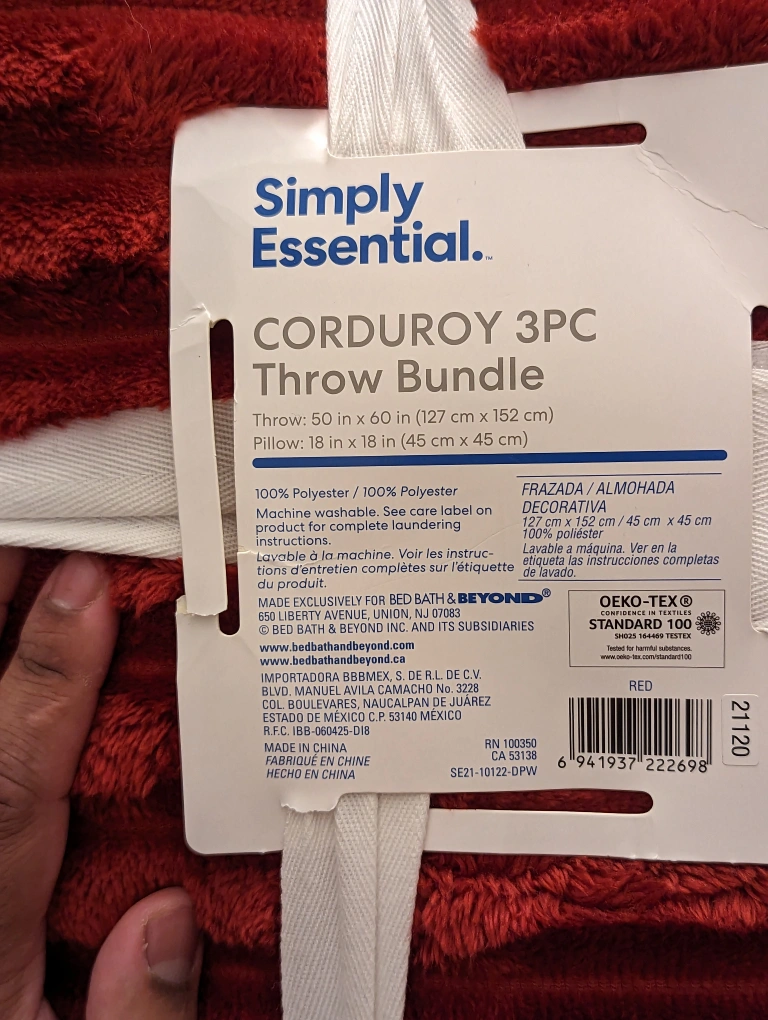 Simply
Essential.™
CORDUROY 3PC
Throw Bundle
Throw: 50 in x 60 in (127 cm x 152 cm)
Pillow: 18 in x 18 in (45 cm x 45 cm)
100% Polyester / 100% Polyester
Machine washable. See care label on
product for complete laundering
instructions.
Lavable à la machine. Voir les instruc-
tions d'entretien complètes sur l'étiquette
du produit.
FRAZADA / ALMOHADA
DECORATIVA
127 cm x 152 cm / 45 cm x 45 cm
100% poliéster
Lavable a máquina. Ver en la
etiqueta las instrucciones completas
de lavado.
MADE EXCLUSIVELY FOR BED BATH & BEYOND®
650 LIBERTY AVENUE, UNION, NJ 07083
© BED BATH & BEYOND INC. AND ITS SUBSIDIARIES
www.bedbathandbeyond.com
www.bedbathandbeyond.ca
IMPORTADORA BBBMEX, S. DE R.L. DE C.V.
BLVD. MANUEL AVILA CAMACHO No. 3228
COL. BOULEVARES, NAUCALPAN DE JUÁREZ
ESTADO DE MÉXICO C.P. 53140 MÉXICO
R.F.C. IBB-060425-DI8
MADE IN CHINA
FABRIQUÉ EN CHINE
HECHO EN CHINA
RN 100350
CA 53138
SE21-10122-DPW
OEKO-TEX®
CONFIDENCE IN TEXTILES
STANDARD 100
SH025 164469 TESTEX
Tested for harmful substances.
www.oeko-tex.com/standard100
RED
6 941937 222698
21120